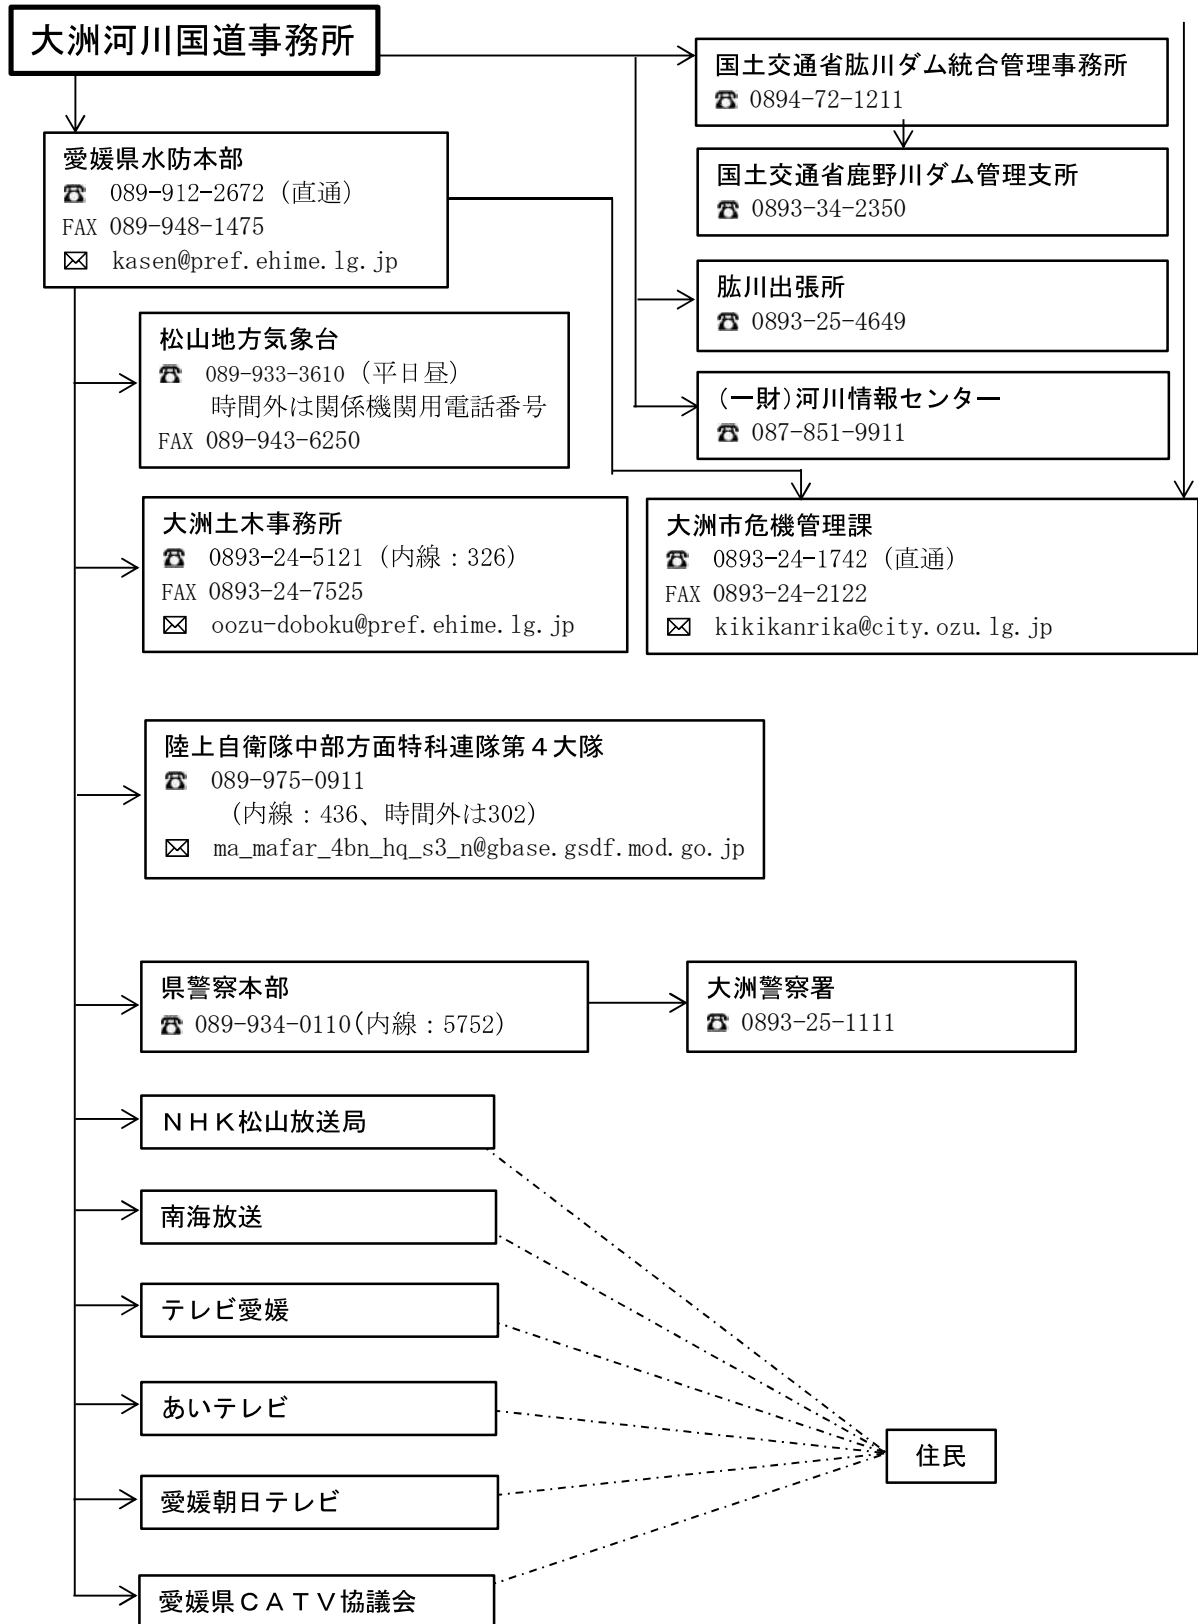 大洲河川国道事務所
国土交通省肱川ダム統合管理事務所
☎ 0894-72-1211
愛媛県水防本部
☎ 089-912-2672（直通）
FAX 089-948-1475
✉ kasen@pref.ehime.lg.jp
国土交通省鹿野川ダム管理支所
☎ 0893-34-2350
肱川出張所
☎ 0893-25-4649
松山地方気象台
☎ 089-933-3610（平日昼）
時間外は関係機関用電話番号
FAX 089-943-6250
（一財）河川情報センター
☎ 087-851-9911
大洲土木事務所
☎ 0893-24-5121（内線：326）
FAX 0893-24-7525
✉ oozu-doboku@pref.ehime.lg.jp
大洲市危機管理課
☎ 0893-24-1742（直通）
FAX 0893-24-2122
✉ kikikanrika@city.ozu.lg.jp
陸上自衛隊中部方面特科連隊第４大隊
☎ 089-975-0911
（内線：436、時間外は302）
✉ ma_mafar_4bn_hq_s3_n@gbase.gsdf.mod.go.jp
県警察本部
☎ 089-934-0110（内線：5752）
大洲警察署
☎ 0893-25-1111
ＮＨＫ松山放送局
南海放送
テレビ愛媛
あいテレビ
住民
愛媛朝日テレビ
愛媛県ＣＡＴＶ協議会